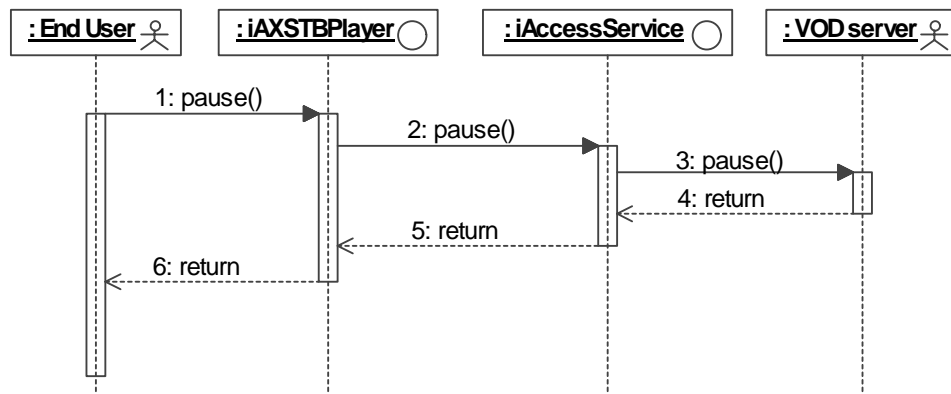 : End User
: iAXSTBPlayer
: iAccessService
: VOD server
1: pause()
2: pause()
3: pause()
4: return
5: return
6: return